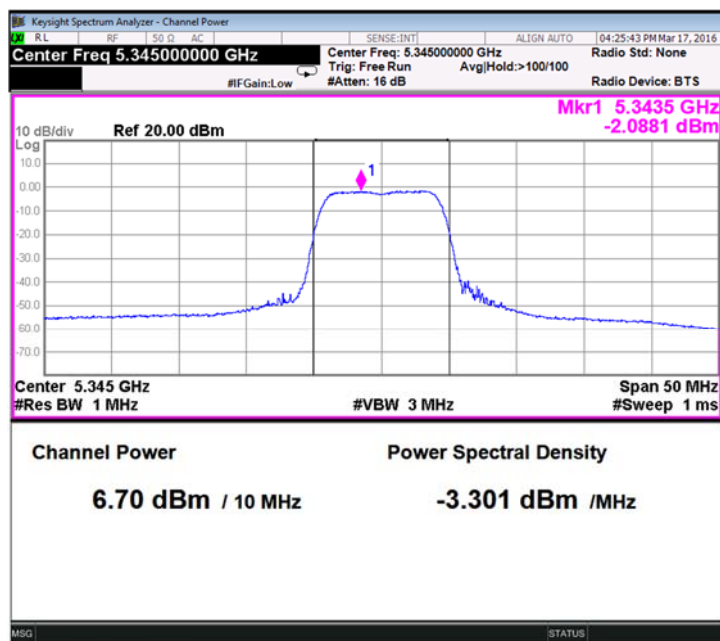 Keysight Spectrum Analyzer - Channel Power
LXI RL RF 50 Ω AC SENSE:INT ALIGN AUTO 04:25:43 PM Mar 17, 2016
Center Freq 5.345000000 GHz
Center Freq: 5.345000000 GHz Radio Std: None
Trig: Free Run Avg|Hold:>100/100
#IFGain:Low #Atten: 16 dB Radio Device: BTS
Mkr1 5.3435 GHz
10 dB/div Ref 20.00 dBm -2.0881 dBm
Log
10.0
1
0.00
-10.0
-20.0
-30.0
-40.0
-50.0
-60.0
-70.0
Center 5.345 GHz Span 50 MHz
#Res BW 1 MHz #VBW 3 MHz #Sweep 1 ms
Channel Power Power Spectral Density
6.70 dBm / 10 MHz -3.301 dBm /MHz
MSG STATUS